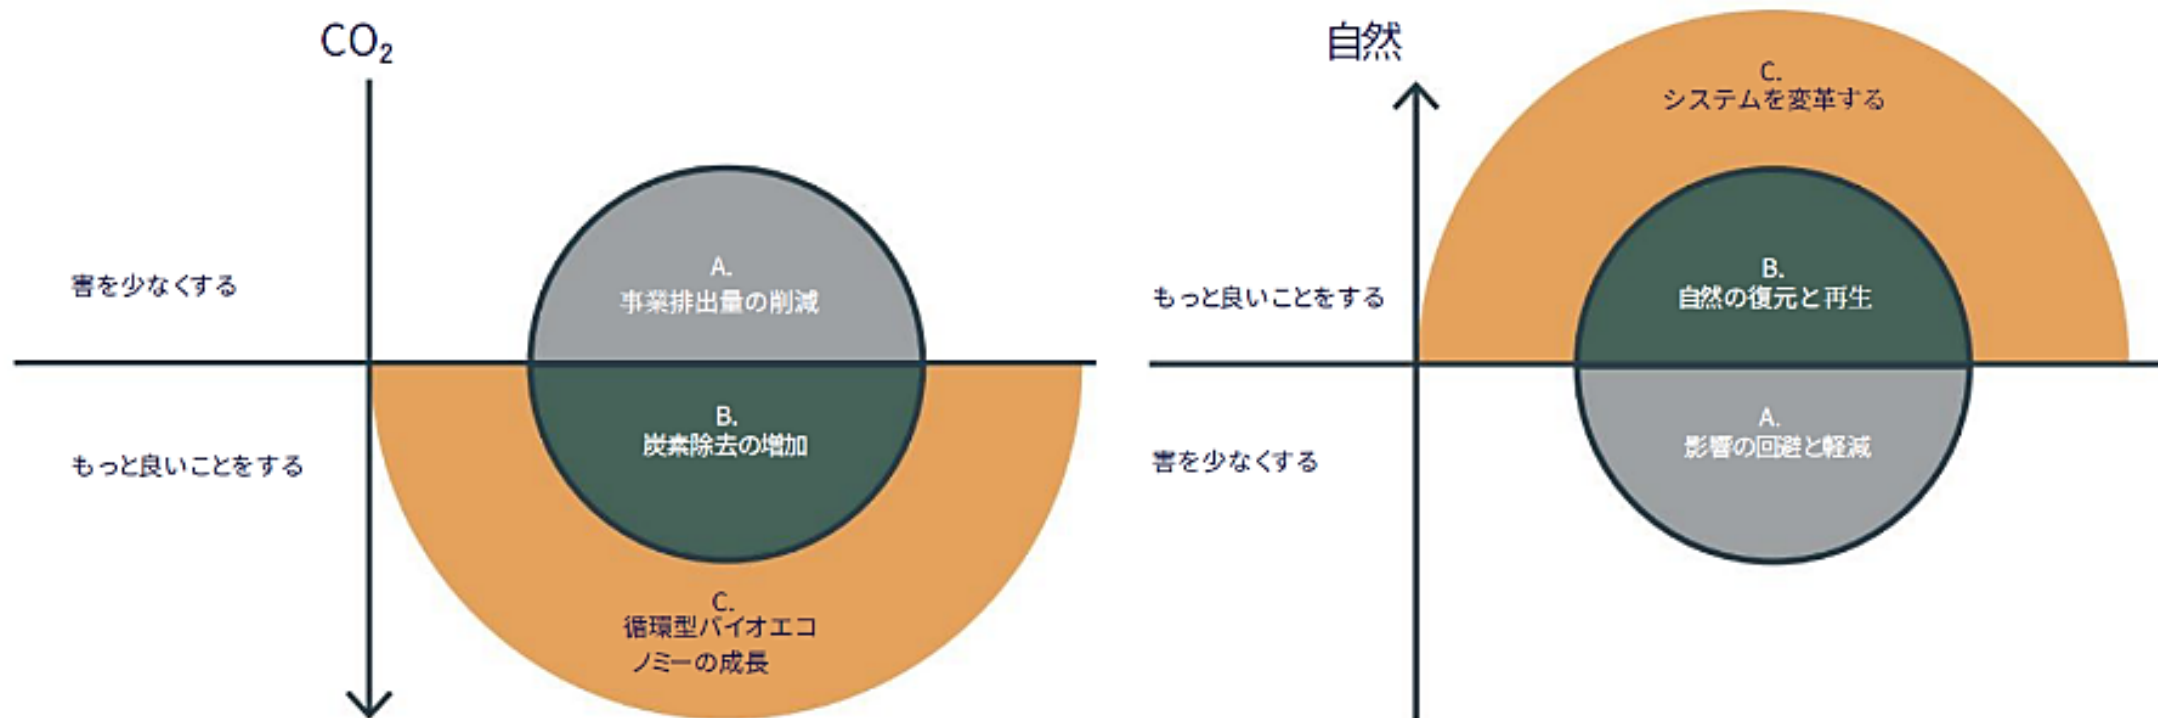 CO₂
害を少なくする
A.
事業排出量の削減
もっと良いことをする
B.
炭素除去の増加
C.
循環型バイオエコ
ノミーの成長
自然
C.
システムを変革する
もっと良いことをする
B.
自然の復元と再生
害を少なくする
A.
影響の回避と軽減